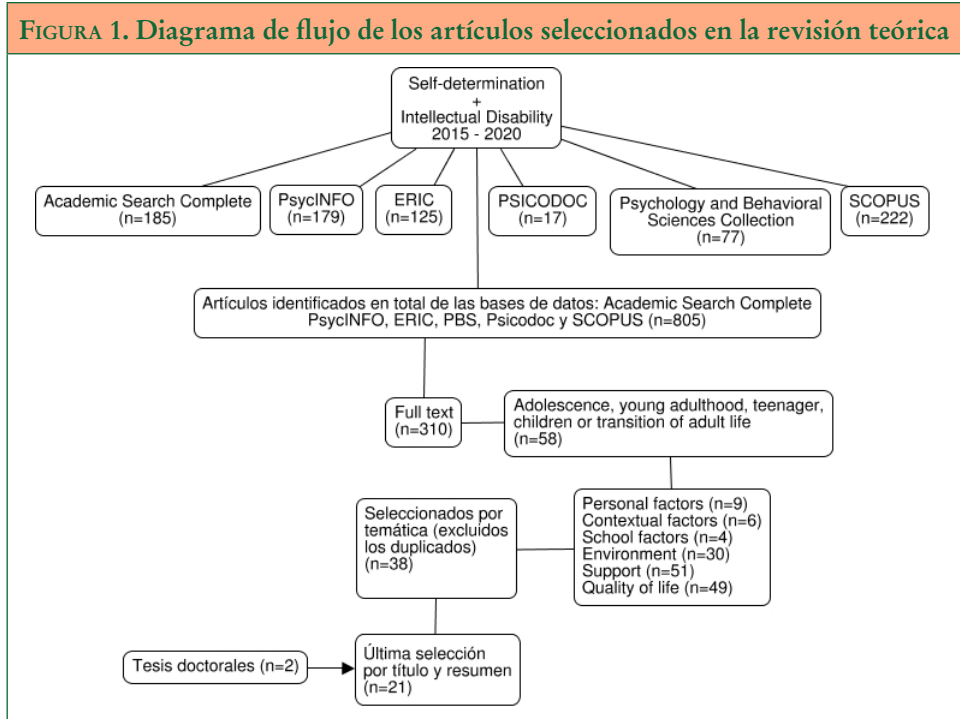 FIGURA 1. Diagrama de flujo de los artículos seleccionados en la revisión teórica
Self-determination
+
Intellectual Disability
2015 - 2020
Academic Search Complete
(n=185)
PsycINFO
(n=179)
ERIC
(n=125)
PSICODOC
(n=17)
Psychology and Behavioral
Sciences Collection
(n=77)
SCOPUS
(n=222)
Artículos identificados en total de las bases de datos: Academic Search Complete
PsycINFO, ERIC, PBS, Psicodoc y SCOPUS (n=805)
Full text
(n=310)
Adolescence, young adulthood, teenager,
children or transition of adult life
(n=58)
Personal factors (n=9)
Contextual factors (n=6)
School factors (n=4)
Environment (n=30)
Support (n=51)
Quality of life (n=49)
Seleccionados por
temática (excluidos
los duplicados)
(n=38)
Tesis doctorales (n=2)
Última selección
por título y resumen
(n=21)